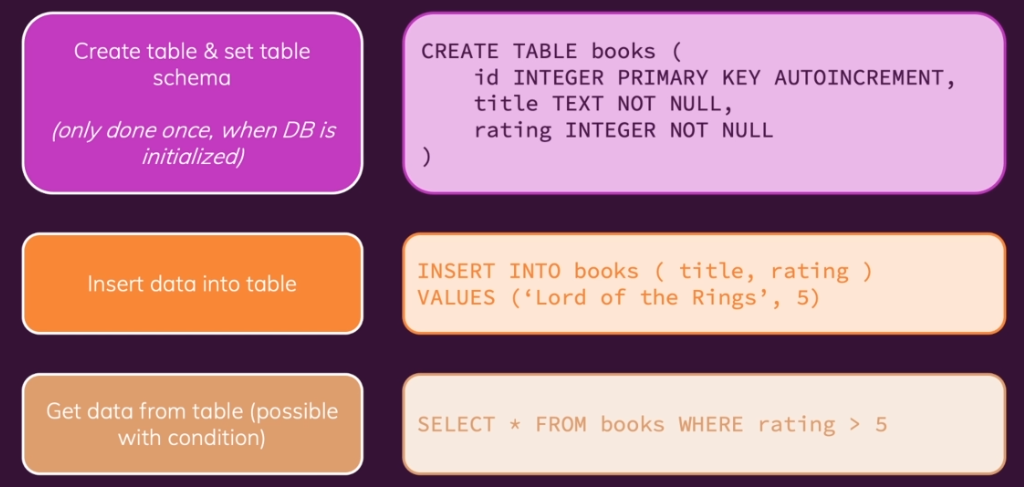 Create table & set table
schema
(only done once, when DB is
initialized)
CREATE TABLE books (
    id INTEGER PRIMARY KEY AUTOINCREMENT,
    title TEXT NOT NULL,
    rating INTEGER NOT NULL
)
Insert data into table
INSERT INTO books ( title, rating )
VALUES (‘Lord of the Rings’, 5)
Get data from table (possible
with condition)
SELECT * FROM books WHERE rating > 5